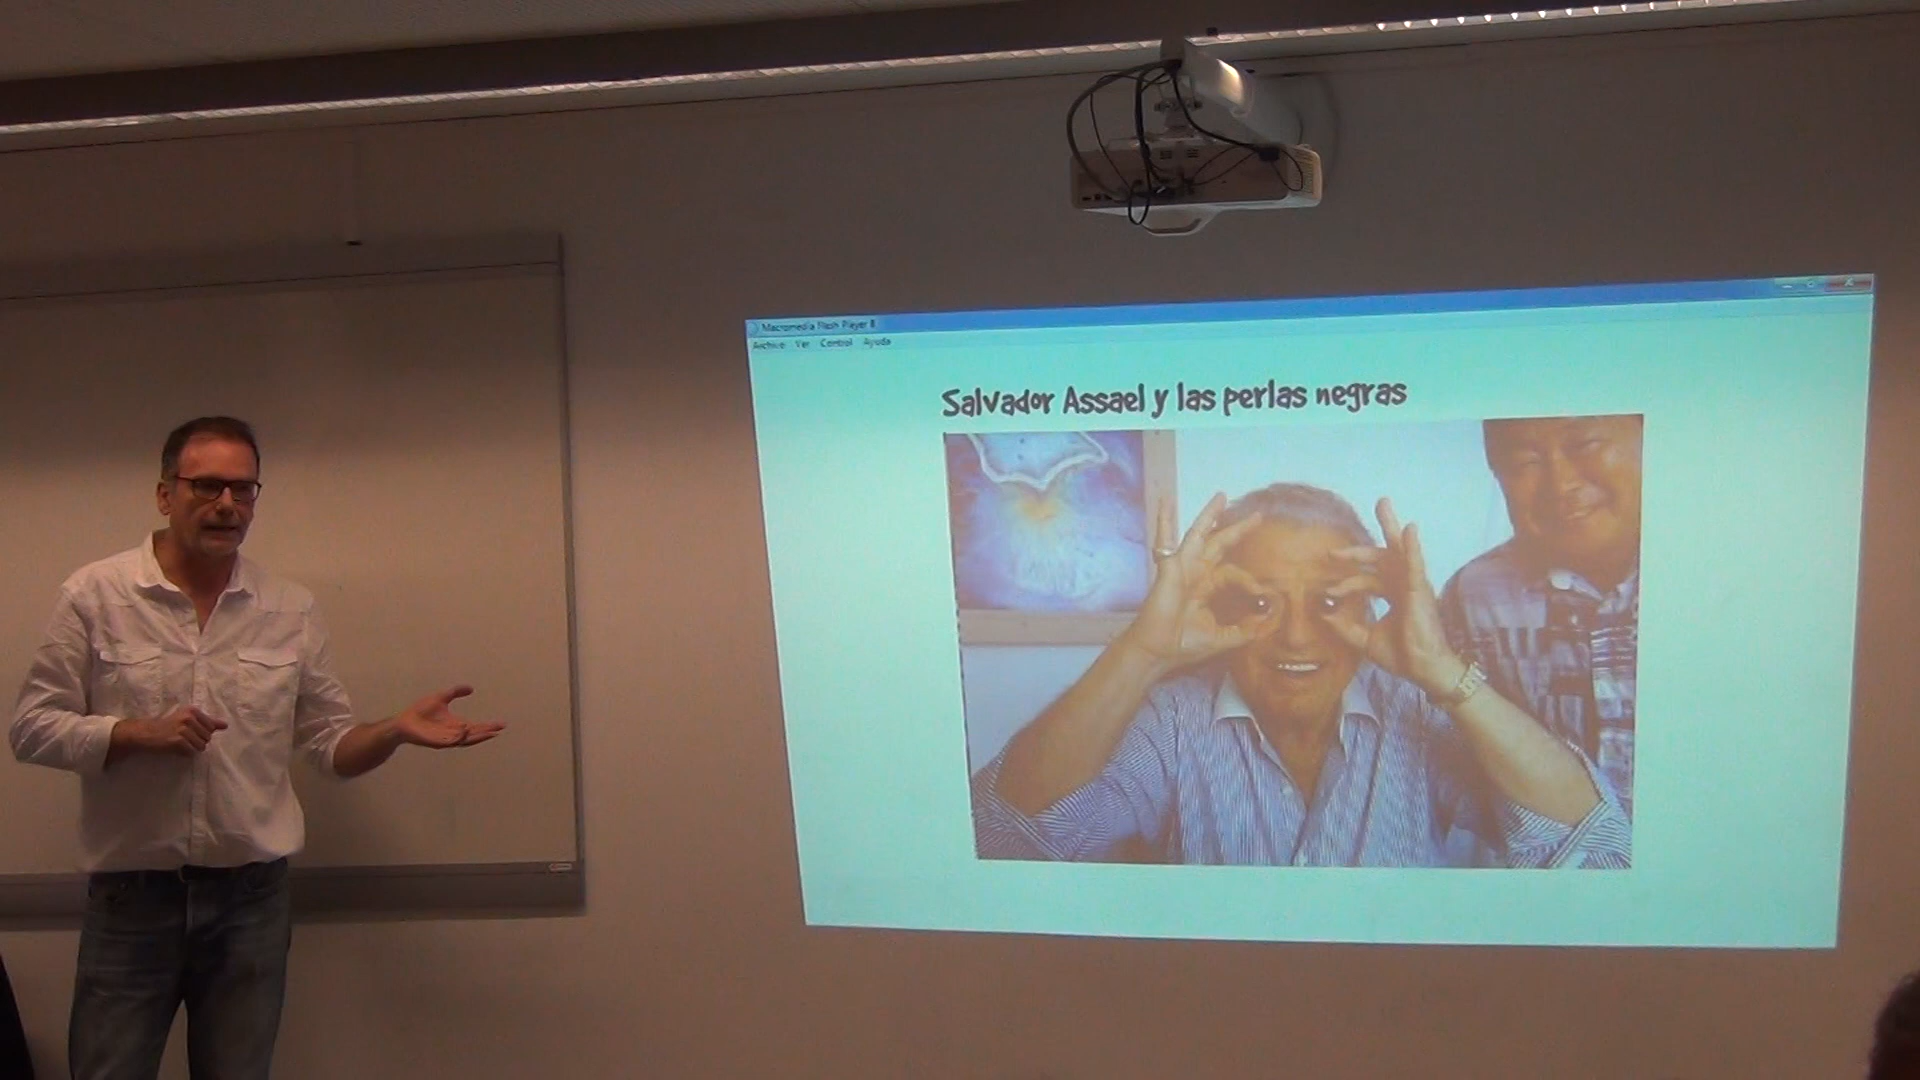 Macromedia Flash Player 8
Archivo Ver Control Ayuda
Salvador Assael y las perlas negras